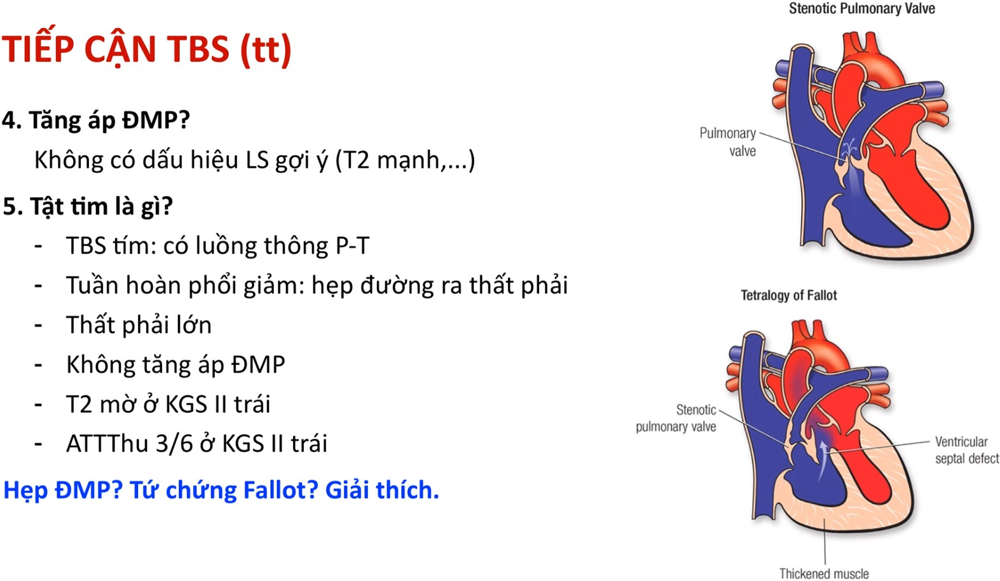 TIẾP CẬN TBS (tt)
4. Tăng áp ĐMP?
Không có dấu hiệu LS gợi ý (T2 mạnh,...)
5. Tật tim là gì?
- TBS tím: có luồng thông P-T
- Tuần hoàn phổi giảm: hẹp đường ra thất phải
- Thất phải lớn
- Không tăng áp ĐMP
- T2 mờ ở KGS II trái
- ATTThu 3/6 ở KGS II trái
Hẹp ĐMP? Tứ chứng Fallot? Giải thích.
Stenotic Pulmonary Valve
Pulmonary
valve
Tetralogy of Fallot
Stenotic
pulmonary valve
Ventricular
septal defect
Thickened muscle